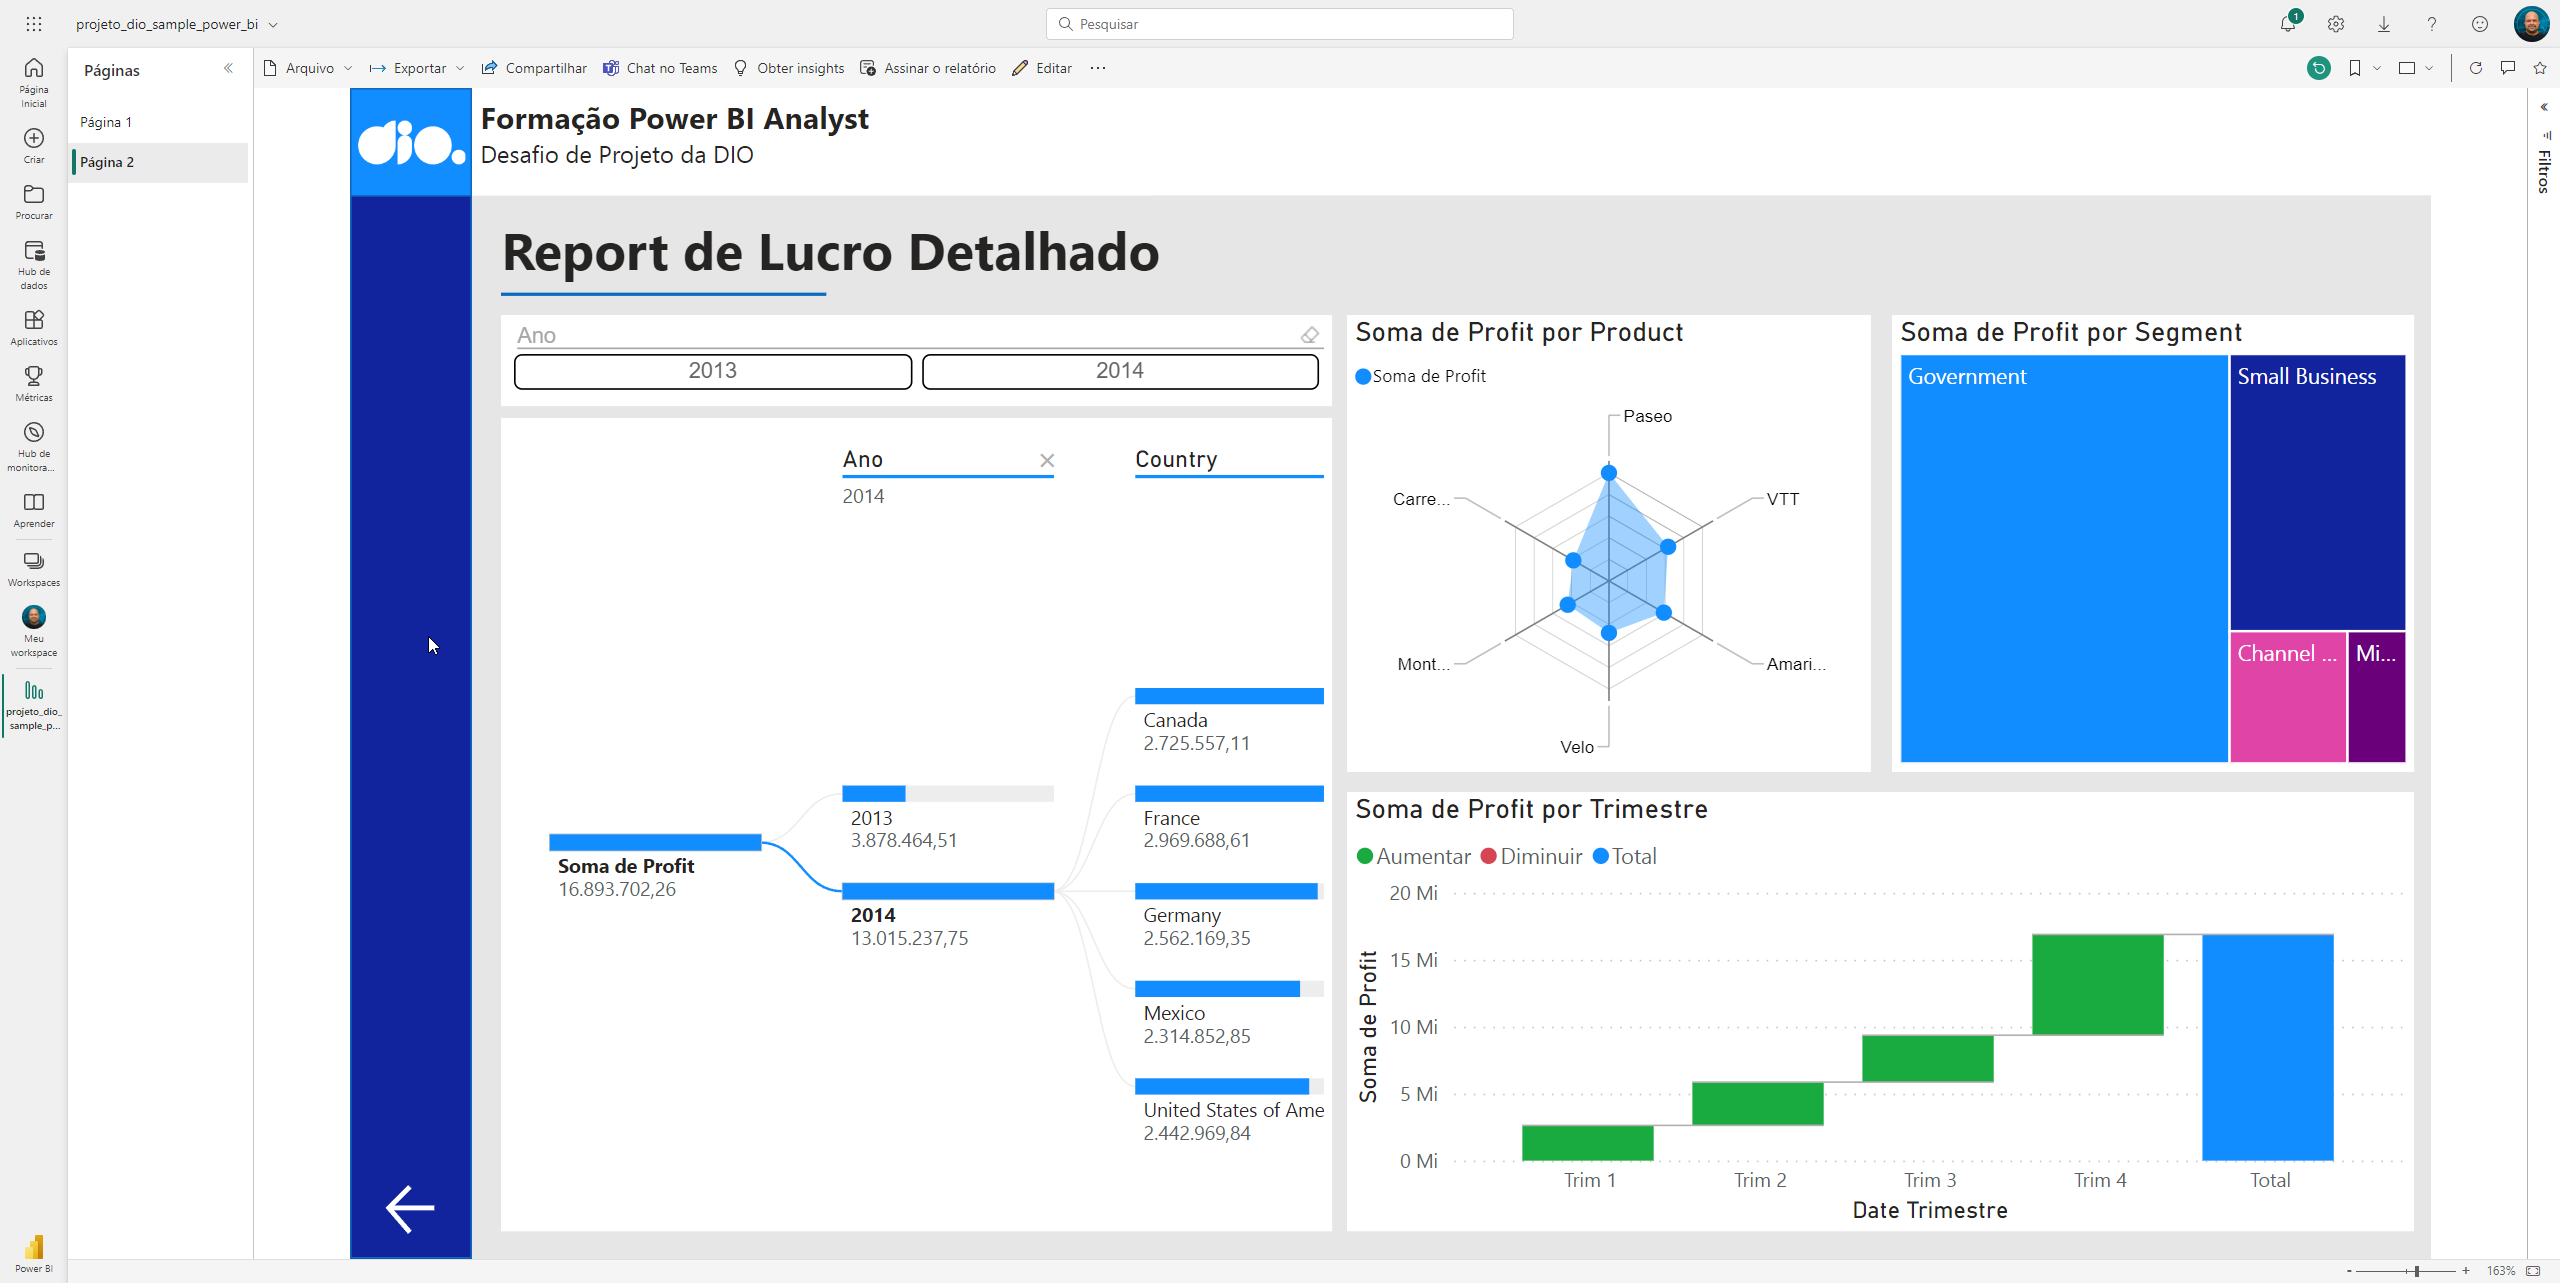 projeto_dio_sample_power_bi
Pesquisar
1
Página Inicial
Criar
Procurar
Hub de dados
Aplicativos
Métricas
Hub de monitora...
Aprender
Workspaces
Meu workspace
projeto_dio_sample_p...
Power BI
Páginas
Página 1
Página 2
Arquivo
Exportar
Compartilhar
Chat no Teams
Obter insights
Assinar o relatório
Editar
Filtros
dio.
Formação Power BI Analyst
Desafio de Projeto da DIO
Report de Lucro Detalhado
Ano
2013
2014
Ano
2014
Country
Soma de Profit
16.893.702,26
2013
3.878.464,51
2014
13.015.237,75
Canada
2.725.557,11
France
2.969.688,61
Germany
2.562.169,35
Mexico
2.314.852,85
United States of Ame
2.442.969,84
Soma de Profit por Product
Soma de Profit
Paseo
VTT
Amari...
Velo
Mont...
Carre...
Soma de Profit por Segment
Government
Small Business
Channel ...
Mi...
Soma de Profit por Trimestre
Aumentar Diminuir Total
Soma de Profit
20 Mi
15 Mi
10 Mi
5 Mi
0 Mi
Trim 1 Trim 2 Trim 3 Trim 4 Total
Date Trimestre
163%